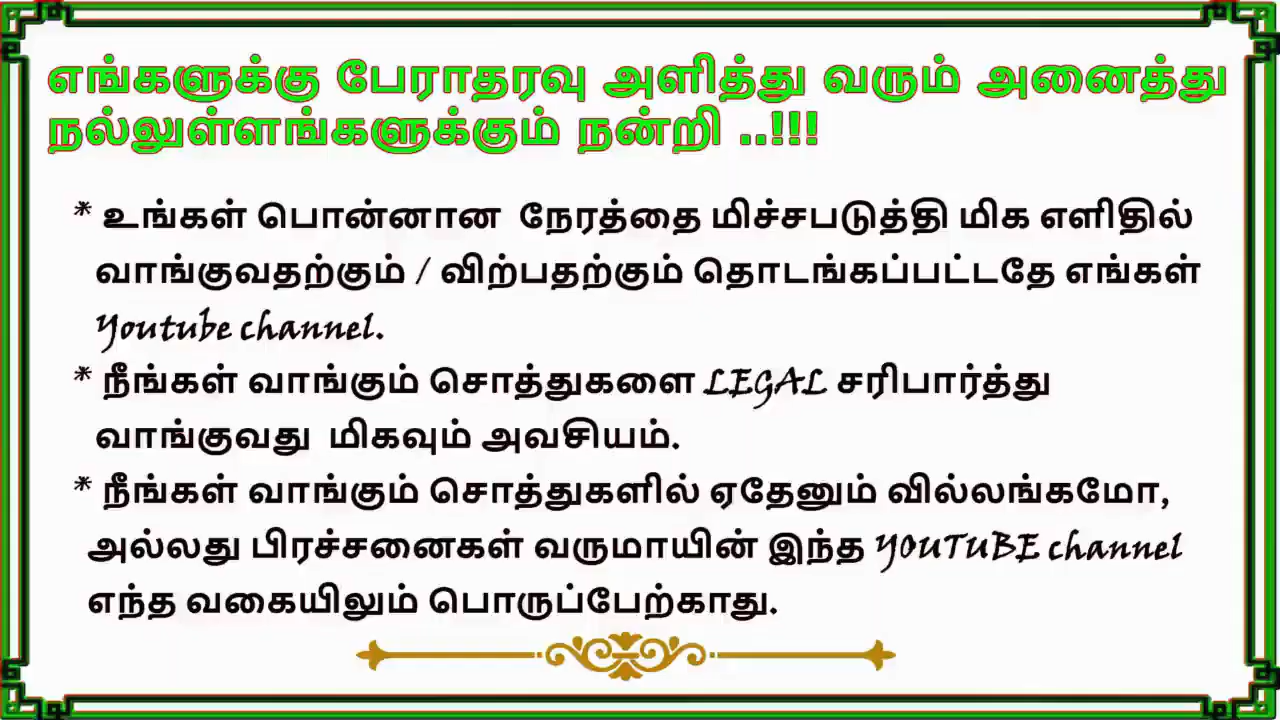 எங்களுக்கு பேராதரவு அளித்து வரும் அனைத்து
நல்லுள்ளங்களுக்கும் நன்றி ..!!!
* உங்கள் பொன்னான நேரத்தை மிச்சபடுத்தி மிக எளிதில்
வாங்குவதற்கும் / விற்பதற்கும் தொடங்கப்பட்டதே எங்கள்
Youtube channel.
* நீங்கள் வாங்கும் சொத்துகளை LEGAL சரிபார்த்து
வாங்குவது மிகவும் அவசியம்.
* நீங்கள் வாங்கும் சொத்துகளில் ஏதேனும் வில்லங்கமோ,
அல்லது பிரச்சனைகள் வருமாயின் இந்த YOUTUBE channel
எந்த வகையிலும் பொருப்பேற்காது.